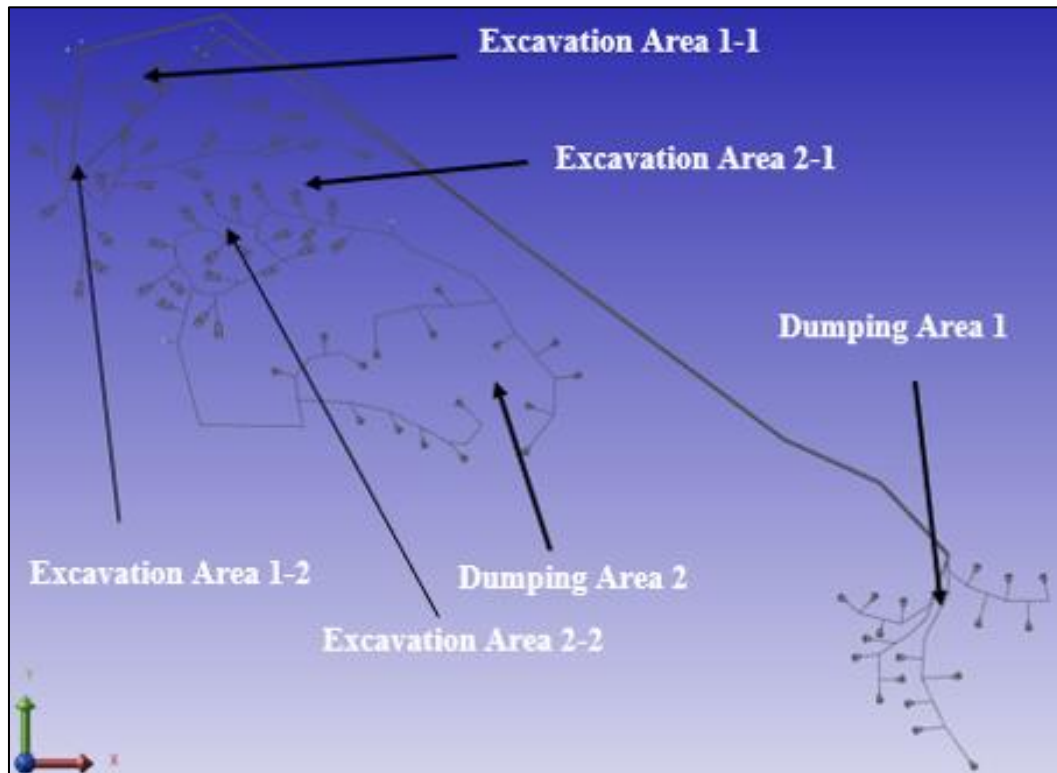 Excavation Area 1-1
Excavation Area 2-1
Dumping Area 1
Excavation Area 1-2
Dumping Area 2
Excavation Area 2-2
Y
X